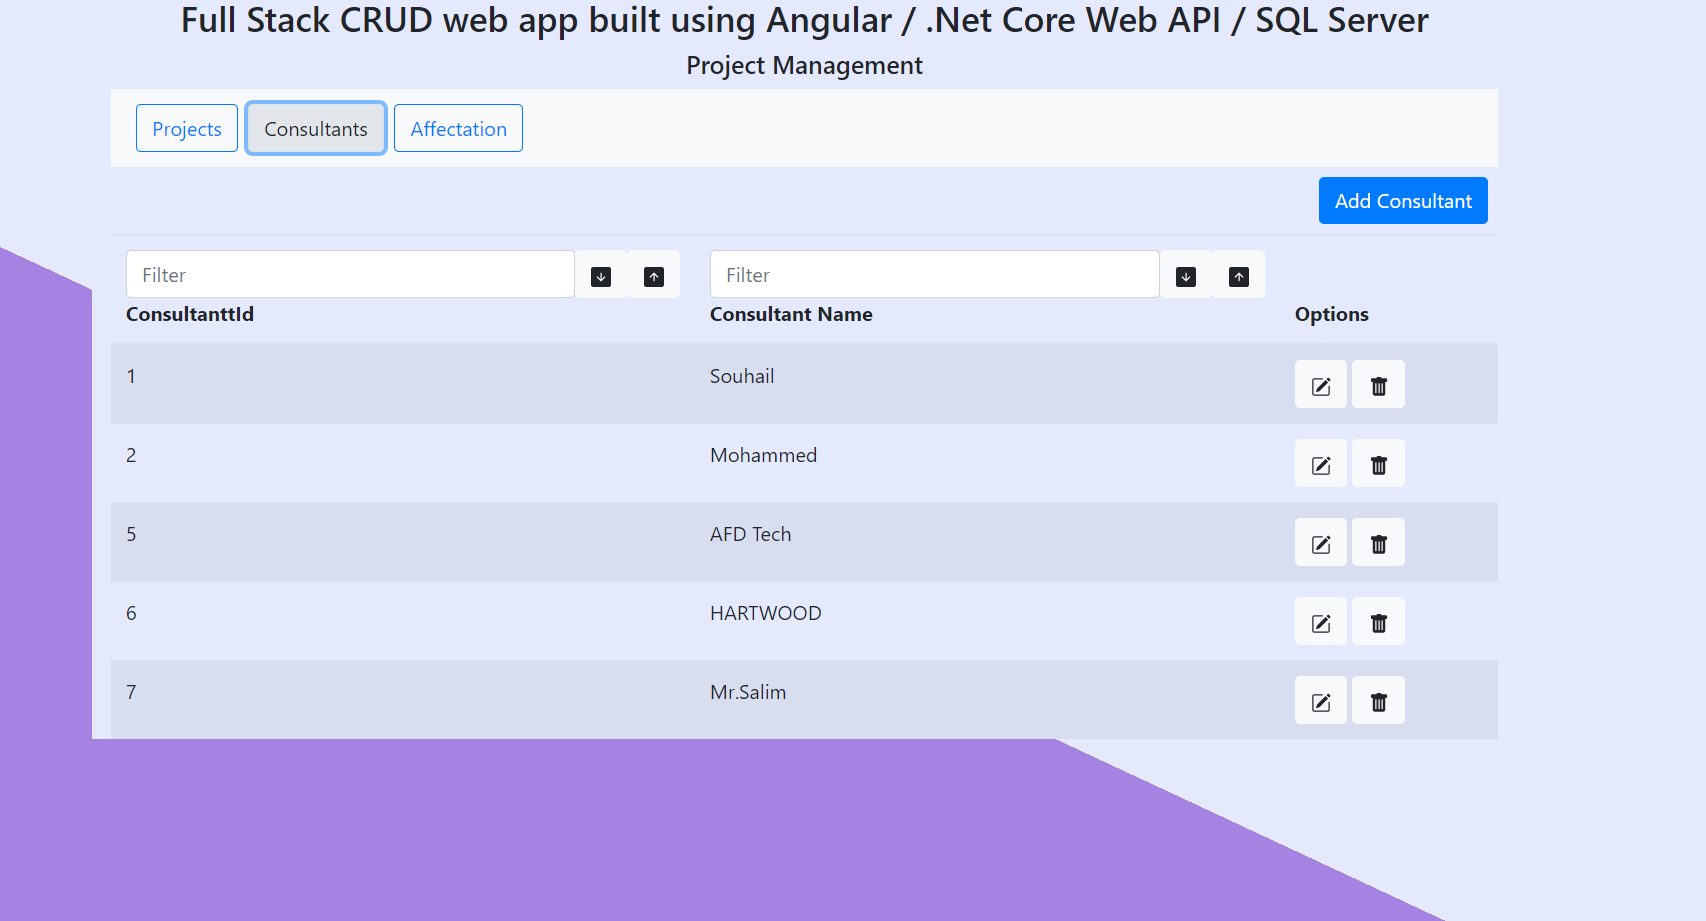 Full Stack CRUD web app built using Angular / .Net Core Web API / SQL Server
Project Management
Projects Consultants Affectation
Add Consultant
Filter Filter
ConsultanttId Consultant Name Options
1 Souhail
2 Mohammed
5 AFD Tech
6 HARTWOOD
7 Mr.Salim